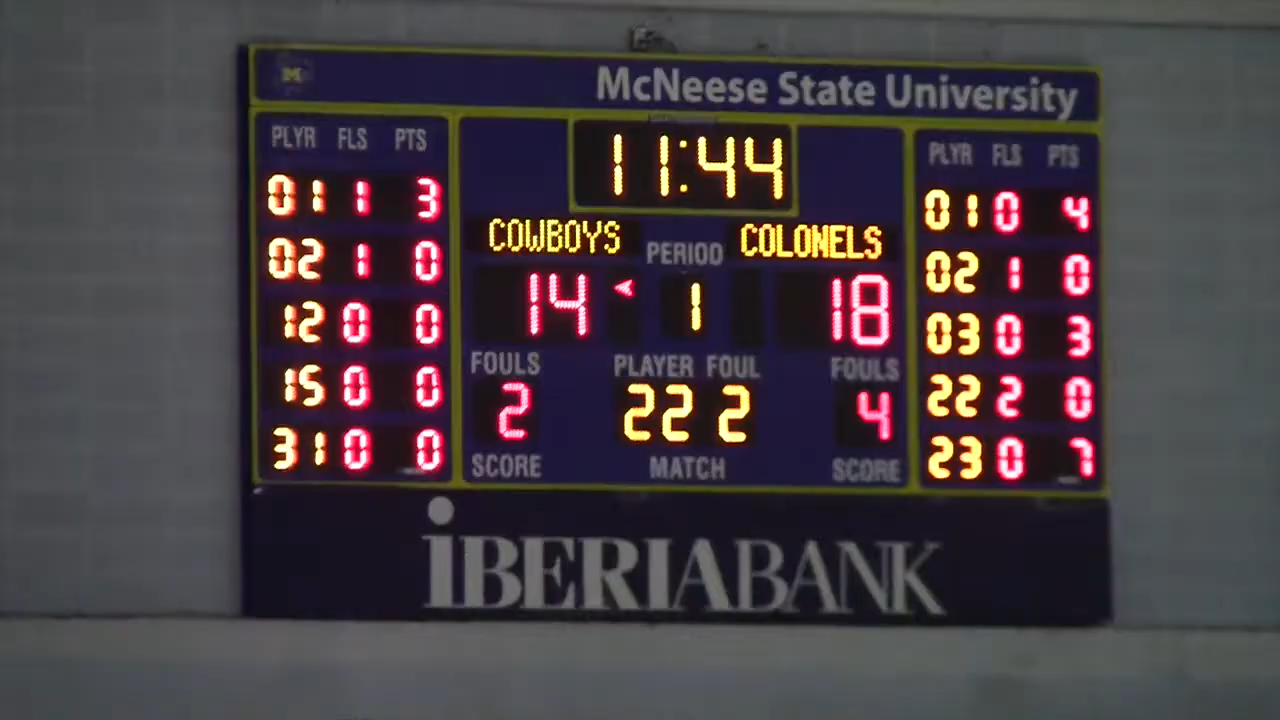 M
McNeese State University
PLYR FLS PTS
01 1 3
02 1 0
12 0 0
15 0 0
31 0 0
11:44
COWBOYS PERIOD COLONELS
14 1 18
FOULS PLAYER FOUL FOULS
2 22 2 4
SCORE MATCH SCORE
PLYR FLS PTS
01 0 4
02 1 0
03 0 3
22 2 0
23 0 7
iBERIABANK